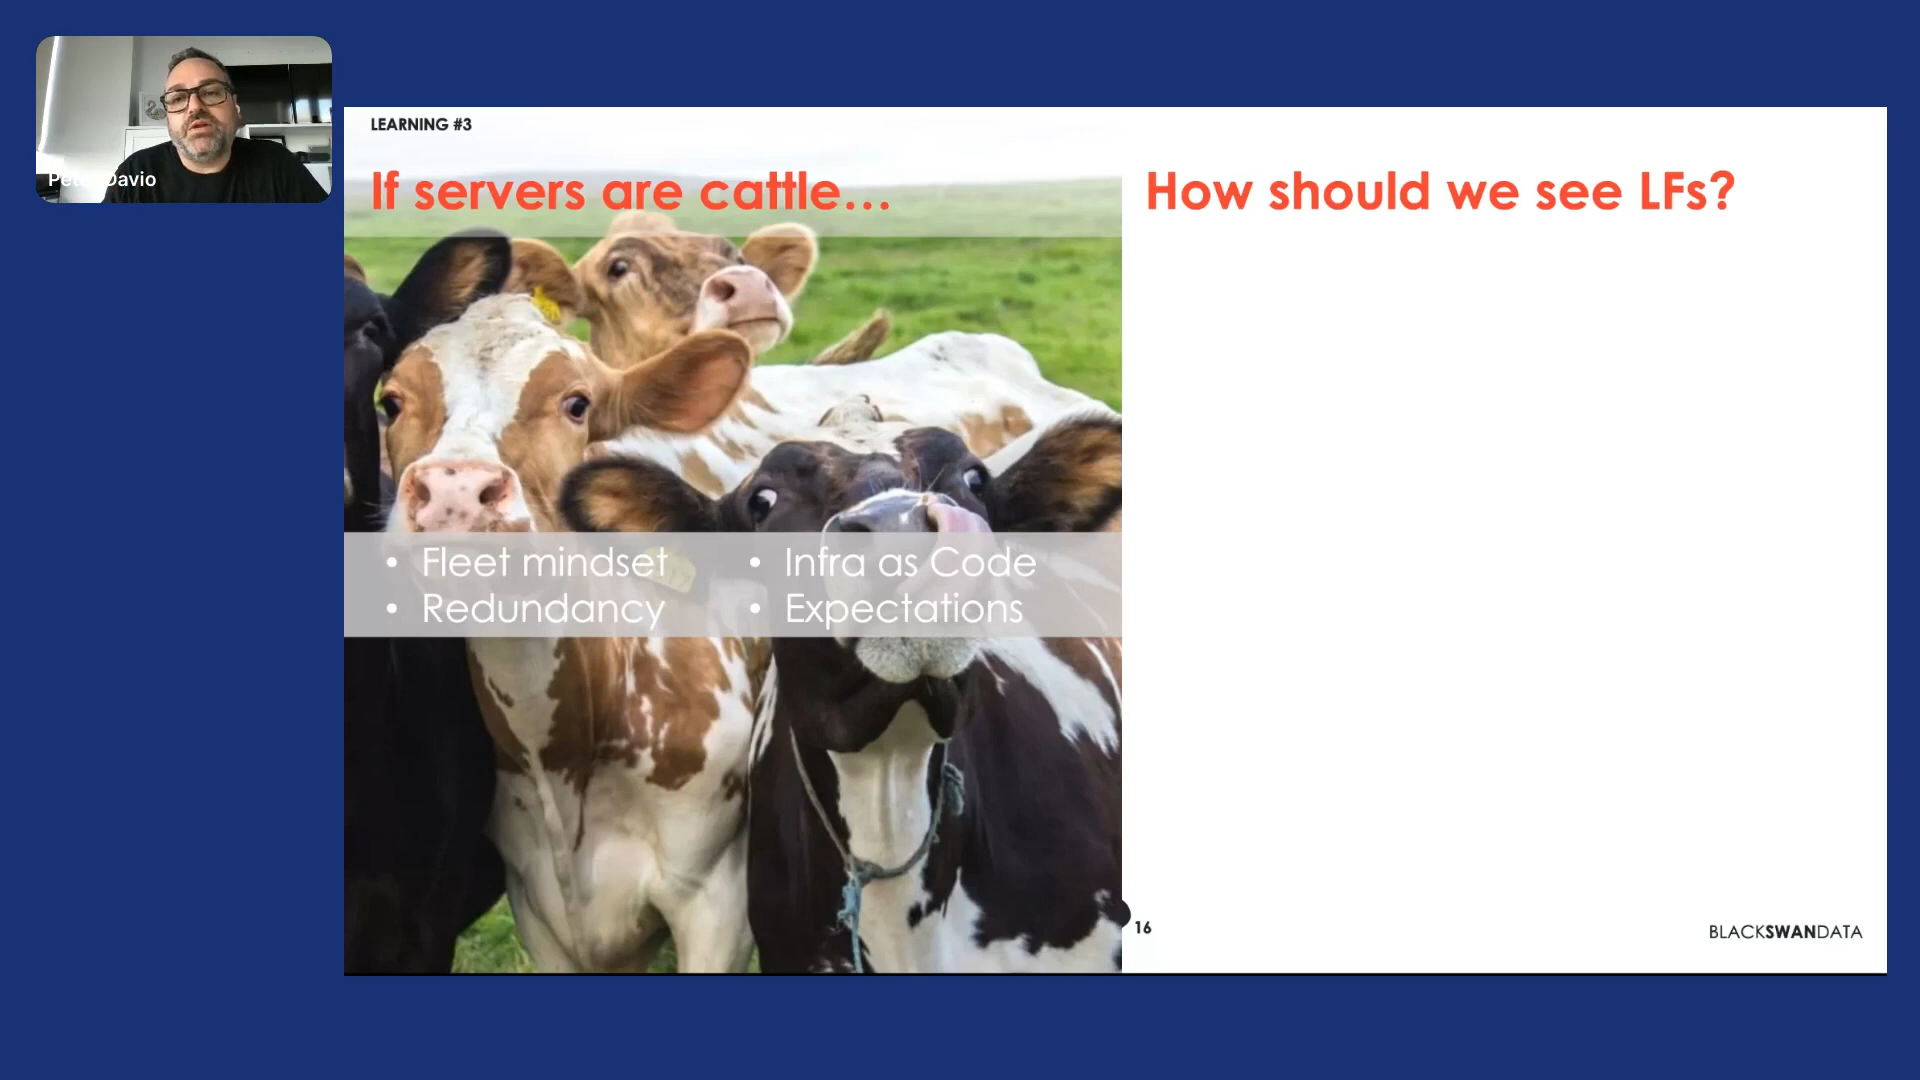 Peter Davio
LEARNING #3
If servers are cattle...
• Fleet mindset
• Redundancy
• Infra as Code
• Expectations
How should we see LFs?
16
BLACKSWANDATA